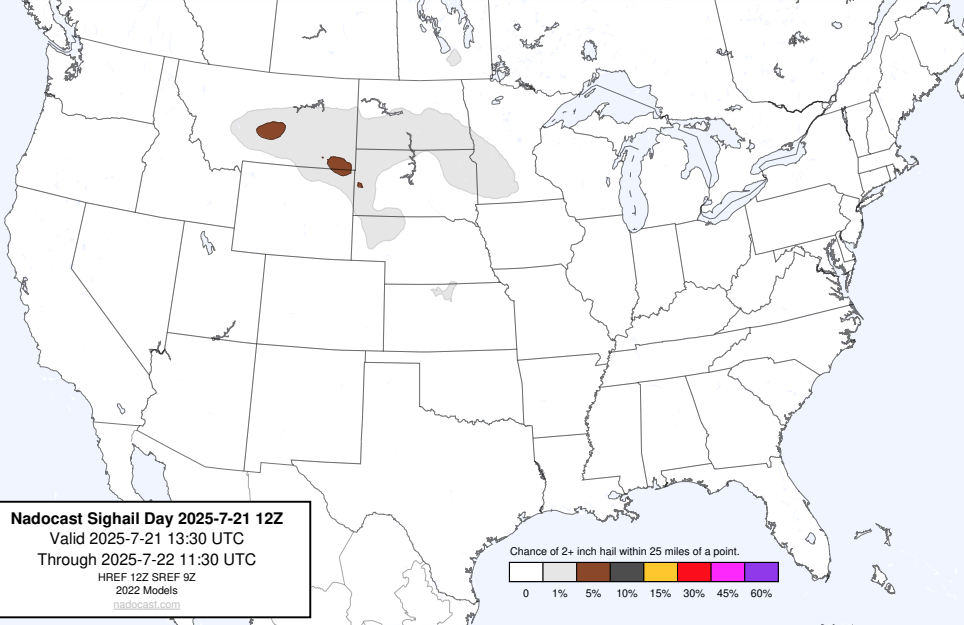 Nadocast Sighail Day 2025-7-21 12Z
Valid 2025-7-21 13:30 UTC
Through 2025-7-22 11:30 UTC
HREF 12Z SREF 9Z
2022 Models
nadocast.com
Chance of 2+ inch hail within 25 miles of a point.
0 1% 5% 10% 15% 30% 45% 60%